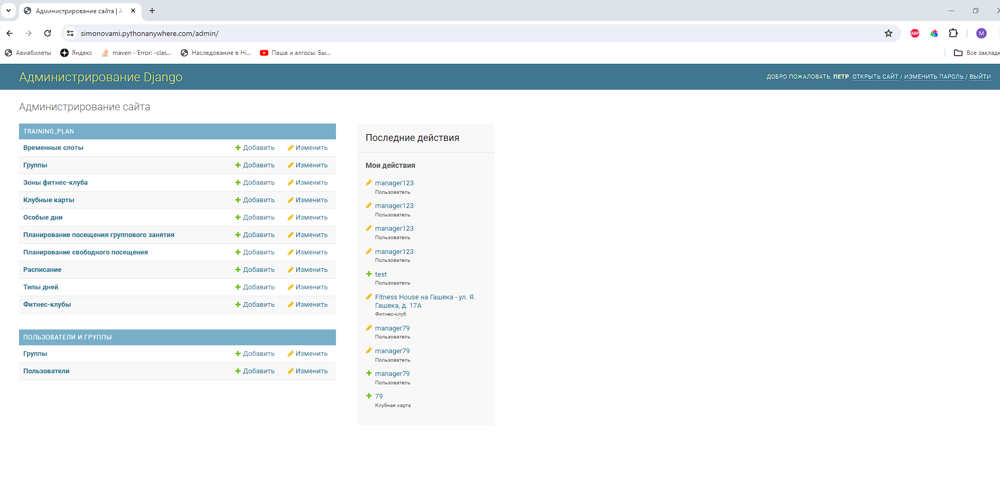 Администрирование сайта | А
simonovami.pythonanywhere.com/admin/
ABP
M
Авиабилеты
Яндекс
maven - Error: -clas...
Наследование в Hi...
Паша и алгосы. Бы...
Все заклад
Администрирование Django
ДОБРО ПОЖАЛОВАТЬ, ПЕТР. ОТКРЫТЬ САЙТ / ИЗМЕНИТЬ ПАРОЛЬ / ВЫЙТИ
Администрирование сайта
TRAINING_PLAN
Временные слоты Добавить Изменить
Группы Добавить Изменить
Зоны фитнес-клуба Добавить Изменить
Клубные карты Добавить Изменить
Особые дни Добавить Изменить
Планирование посещения группового занятия Добавить Изменить
Планирование свободного посещения Добавить Изменить
Расписание Добавить Изменить
Типы дней Добавить Изменить
Фитнес-клубы Добавить Изменить
ПОЛЬЗОВАТЕЛИ И ГРУППЫ
Группы Добавить Изменить
Пользователи Добавить Изменить
Последние действия
Мои действия
manager123
Пользователь
manager123
Пользователь
manager123
Пользователь
manager123
Пользователь
test
Пользователь
Fitness House на Гашека - ул. Я.
Гашека, д. 17А
Фитнес-клуб
manager79
Пользователь
manager79
Пользователь
manager79
Пользователь
79
Клубная карта